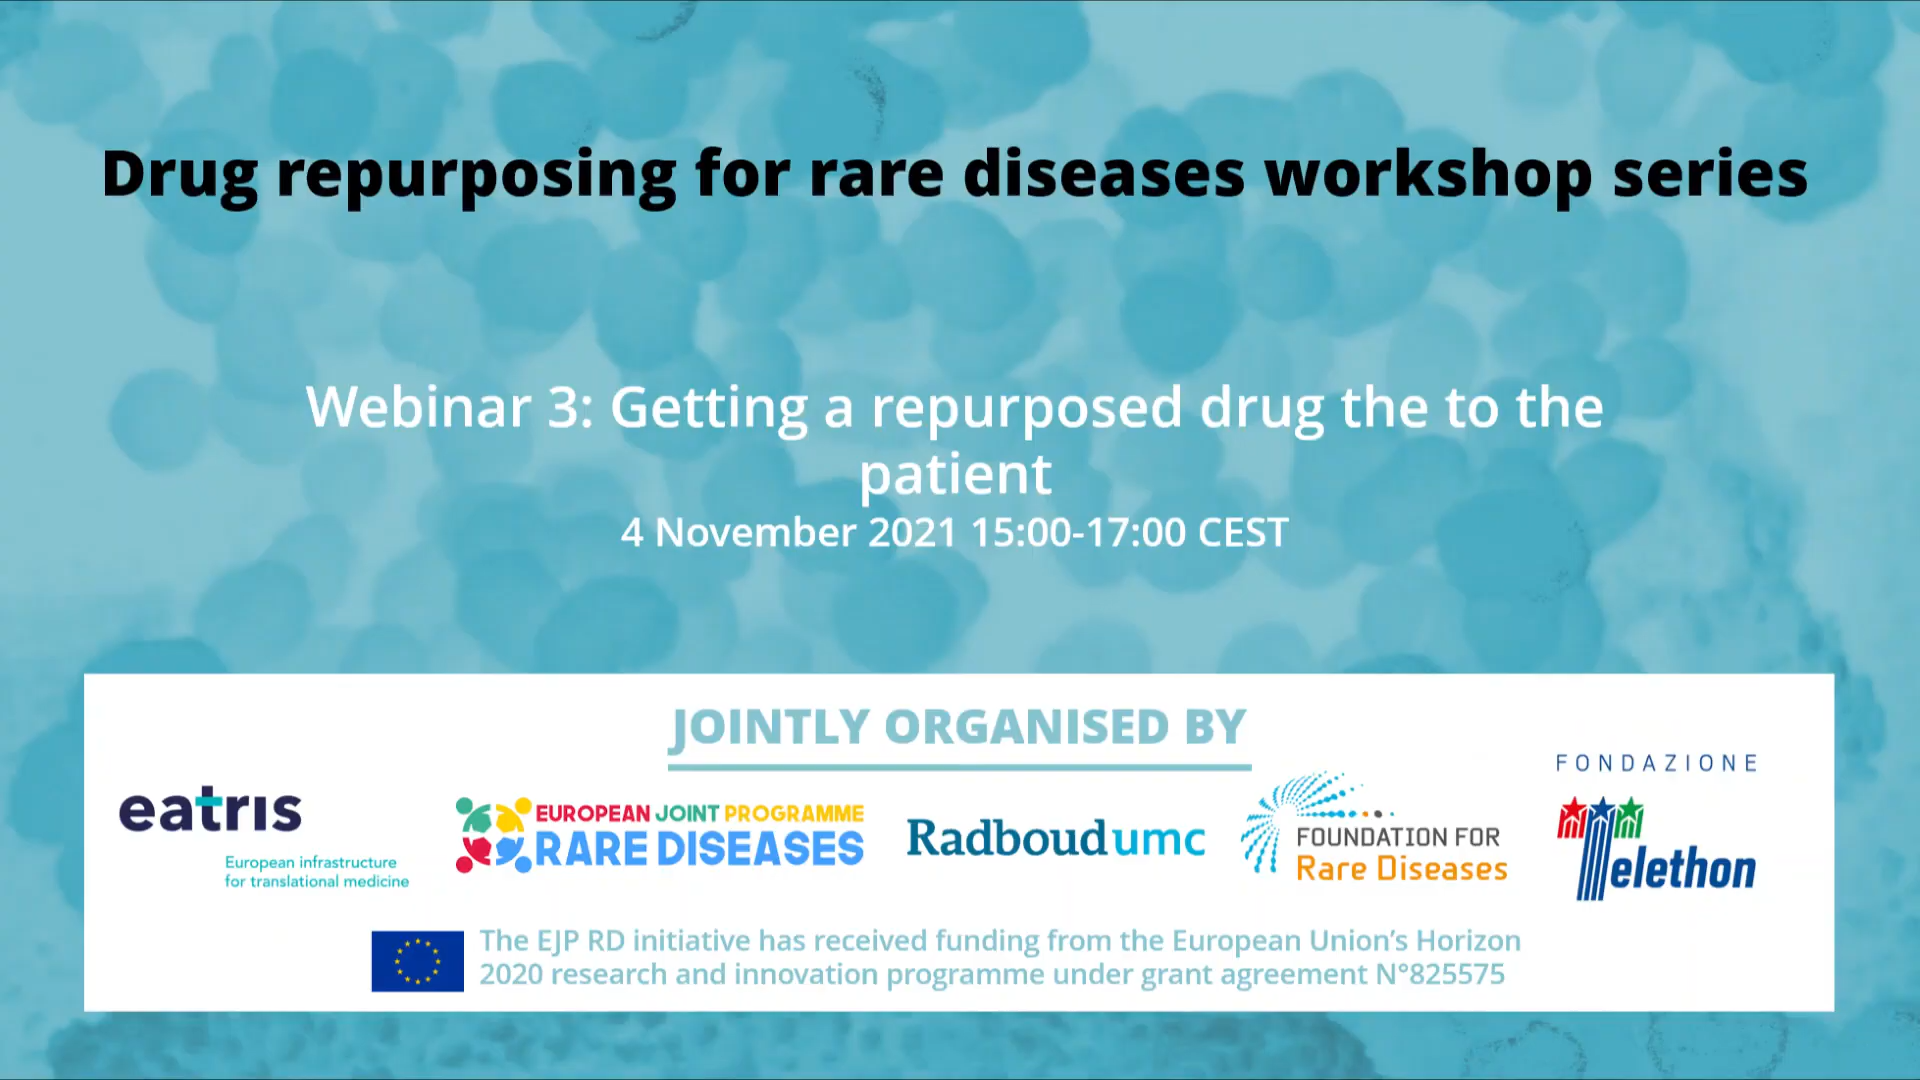 Drug repurposing for rare diseases workshop series
Webinar 3: Getting a repurposed drug the to the
patient
4 November 2021 15:00-17:00 CEST
JOINTLY ORGANISED BY
eatris
European infrastructure
for translational medicine
EUROPEAN JOINT PROGRAMME
RARE DISEASES
Radboudumc
FOUNDATION FOR
Rare Diseases
FONDAZIONE
Telethon
The EJP RD initiative has received funding from the European Union’s Horizon
2020 research and innovation programme under grant agreement N°825575